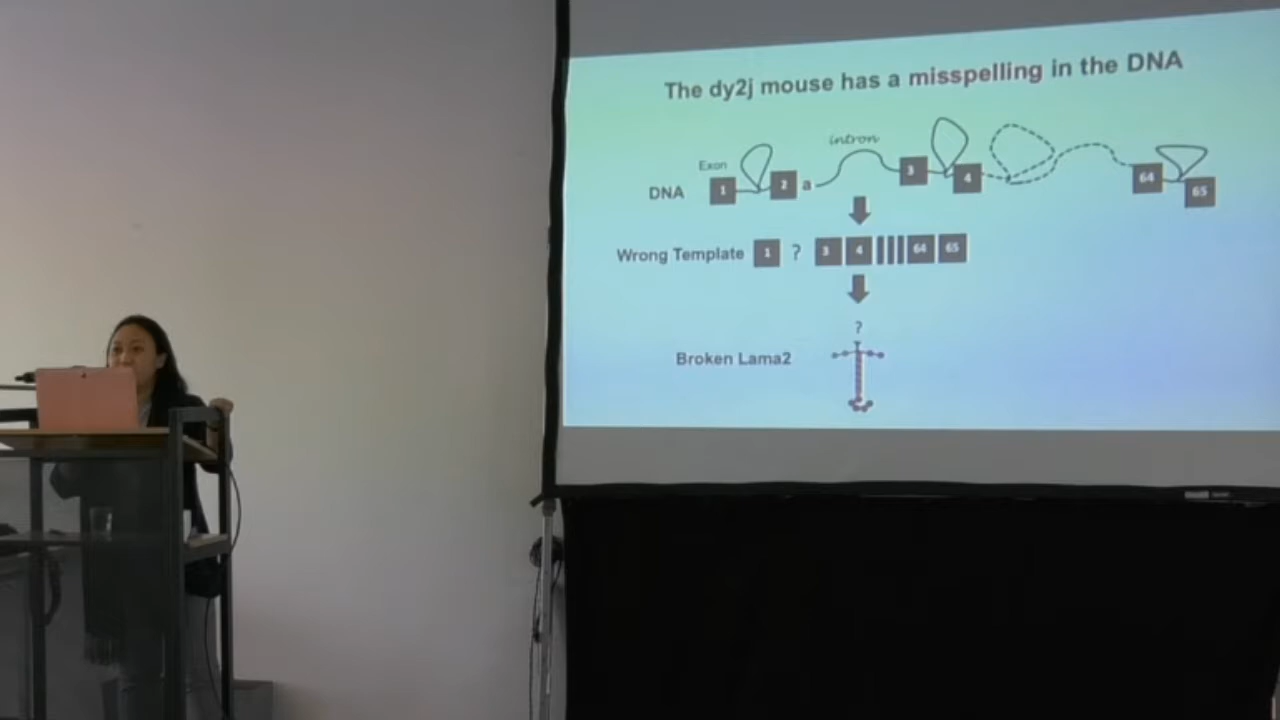 The dy2j mouse has a misspelling in the DNA
intron
Exon
DNA 1 2 a 3 4 64 65
Wrong Template 1 ? 3 4 64 65
?
Broken Lama2